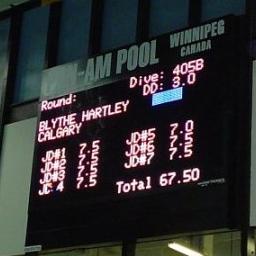 -AM POOL WINNIPEG
CANADA
Dive: 405B
Round: DD: 3.0
BLYTHE HARTLEY
CALGARY
JD#1 7.5 JD#5 7.0
JD#2 7.5 JD#6 7.5
JD#3 7.5 JD#7 7.5
JD 4 7.5
Total 67.50